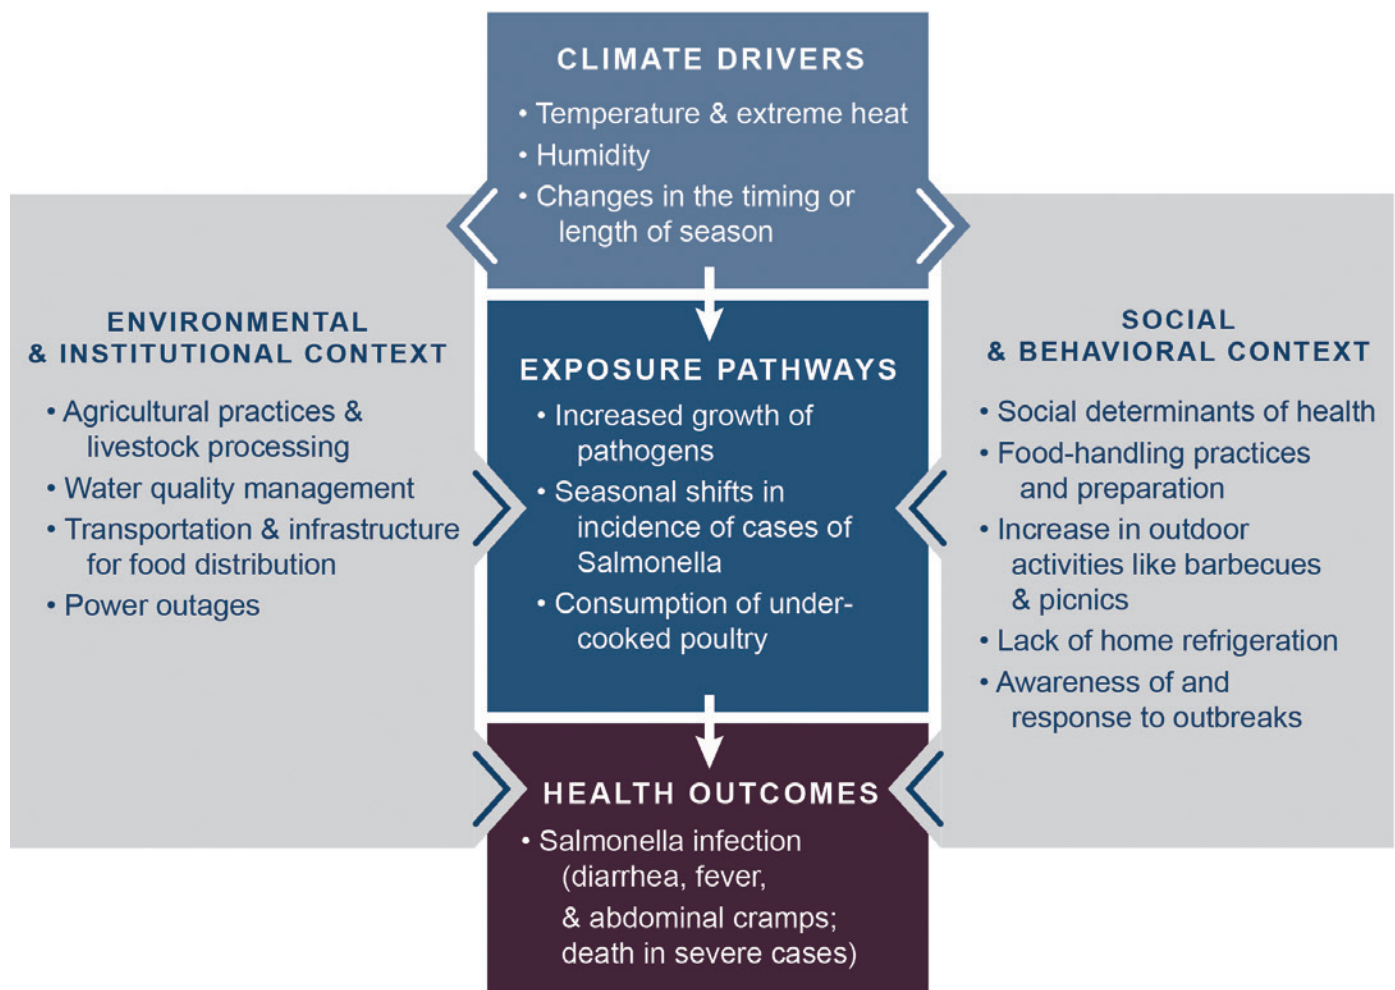 CLIMATE DRIVERS
• Temperature & extreme heat
• Humidity
• Changes in the timing or
length of season
ENVIRONMENTAL
& INSTITUTIONAL CONTEXT
• Agricultural practices &
livestock processing
• Water quality management
• Transportation & infrastructure
for food distribution
• Power outages
EXPOSURE PATHWAYS
• Increased growth of
pathogens
• Seasonal shifts in
incidence of cases of
Salmonella
• Consumption of under-
cooked poultry
SOCIAL
& BEHAVIORAL CONTEXT
• Social determinants of health
• Food-handling practices
and preparation
• Increase in outdoor
activities like barbecues
& picnics
• Lack of home refrigeration
• Awareness of and
response to outbreaks
HEALTH OUTCOMES
• Salmonella infection
(diarrhea, fever,
& abdominal cramps;
death in severe cases)